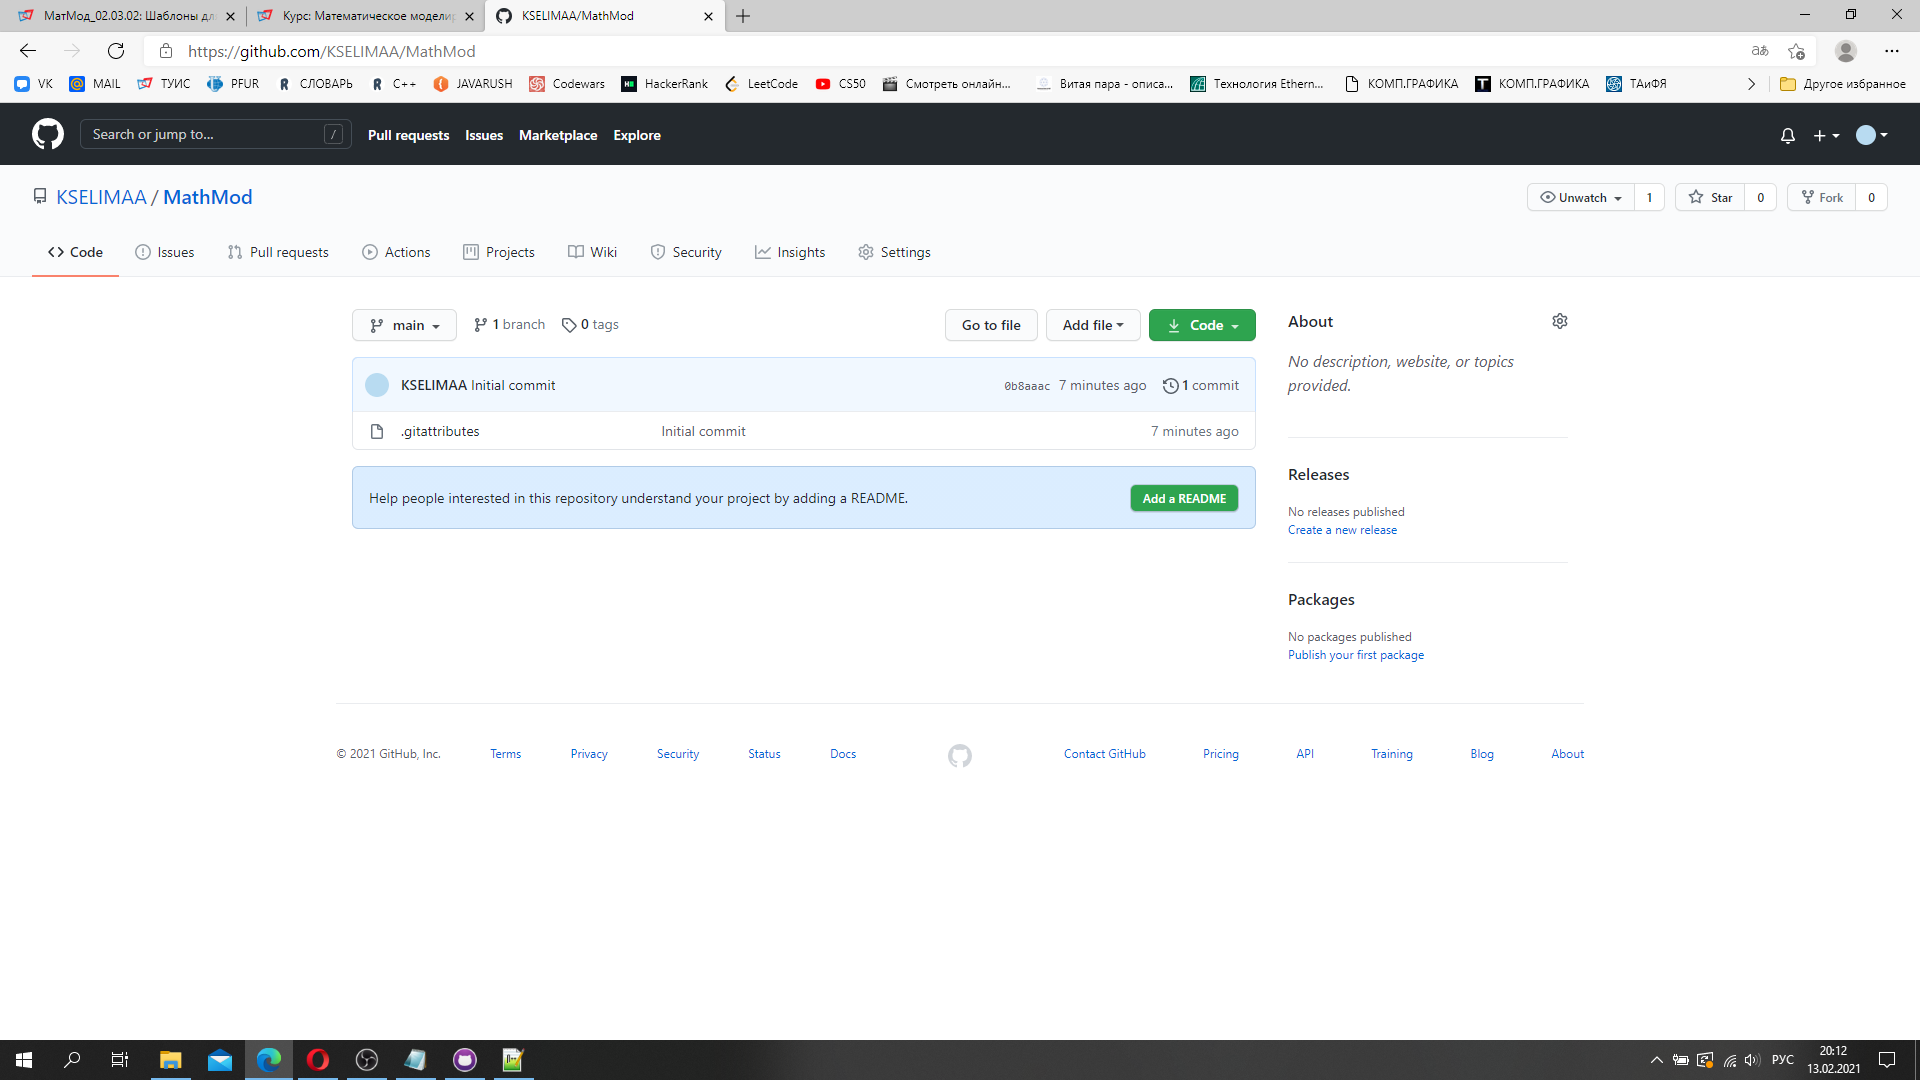 МатМод_02.03.02: Шаблоны дл
Курс: Математическое моделир
KSELIMAA/MathMod
https://github.com/KSELIMAA/MathMod
VK
MAIL
ТУИС
PFUR
СЛОВАРЬ
C++
JAVARUSH
Codewars
HackerRank
LeetCode
CS50
Смотреть онлайн...
Витая пара - описа...
Технология Ethern...
КОМП.ГРАФИКА
КОМП.ГРАФИКА
ТАиФЯ
Другое избранное
Search or jump to... /
Pull requests Issues Marketplace Explore
KSELIMAA / MathMod
Unwatch 1 Star 0 Fork 0
Code Issues Pull requests Actions Projects Wiki Security Insights Settings
main 1 branch 0 tags
Go to file Add file Code
KSELIMAA Initial commit 0b8aaac 7 minutes ago 1 commit
.gitattributes Initial commit 7 minutes ago
Help people interested in this repository understand your project by adding a README. Add a README
About
No description, website, or topics
provided.
Releases
No releases published
Create a new release
Packages
No packages published
Publish your first package
© 2021 GitHub, Inc. Terms Privacy Security Status Docs Contact GitHub Pricing API Training Blog About
РУС
20:12
13.02.2021